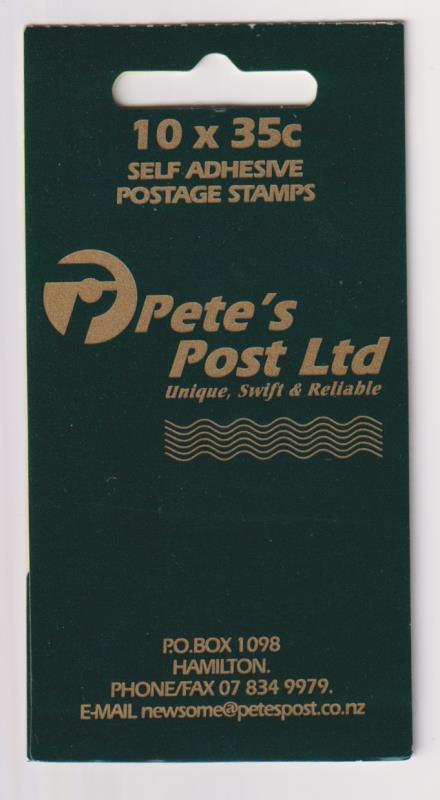 10 x 35c
SELF ADHESIVE
POSTAGE STAMPS
Pete's
Post Ltd
Unique, Swift & Reliable
P.O.BOX 1098
HAMILTON.
PHONE/FAX 07 834 9979.
E-MAIL newsome@petespost.co.nz